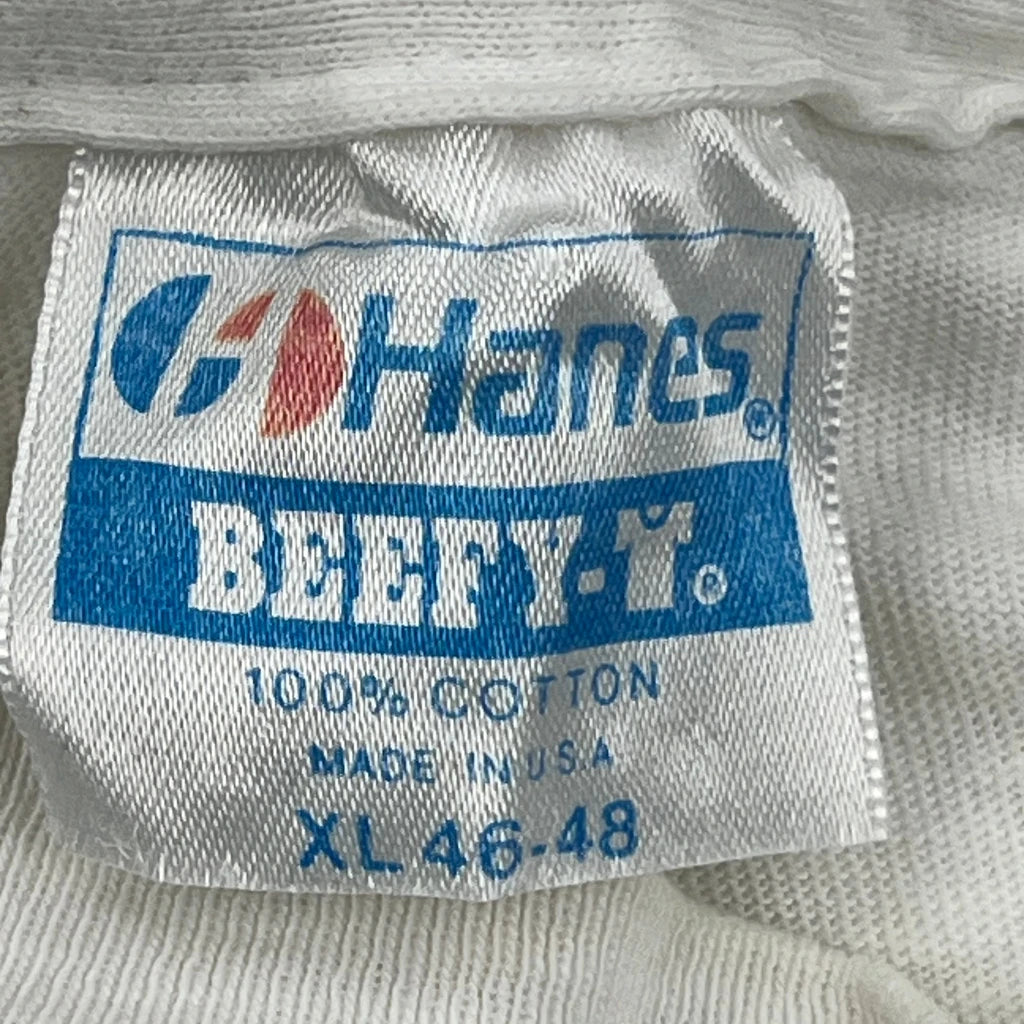 Hanes®
BEEFY-T®
100% COTTON
MADE IN U.S.A
XL 46-48